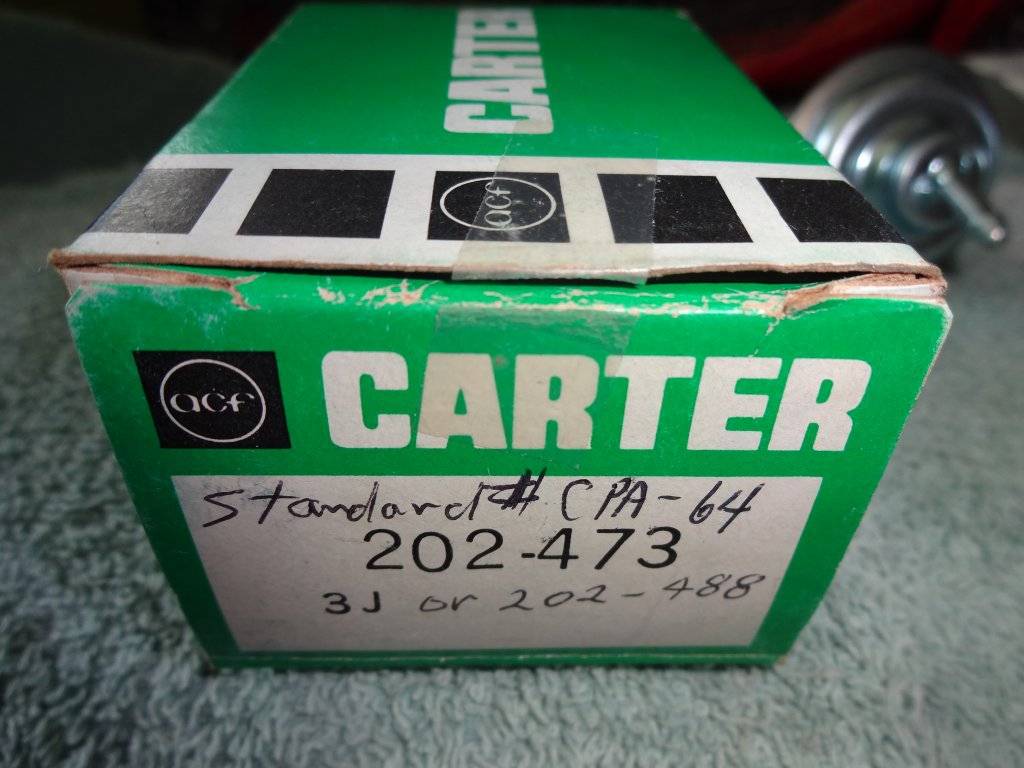 CARTER
acf
acf CARTER
Standard # CPA-64
202-473
3J or 202-488